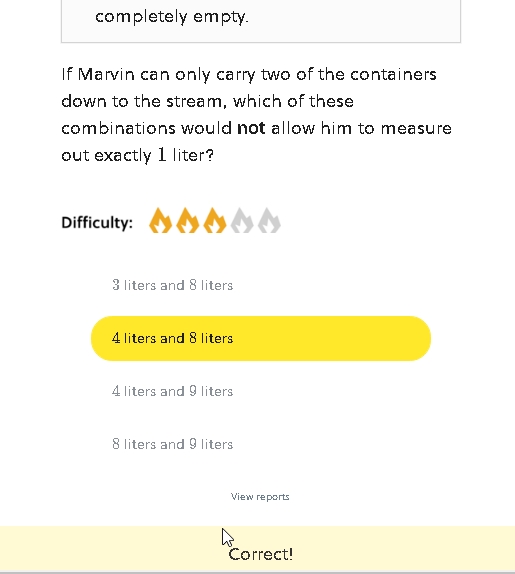 completely empty.
If Marvin can only carry two of the containers
down to the stream, which of these
combinations would not allow him to measure
out exactly 1 liter?
Difficulty:
3 liters and 8 liters
4 liters and 8 liters
4 liters and 9 liters
8 liters and 9 liters
View reports
Correct!